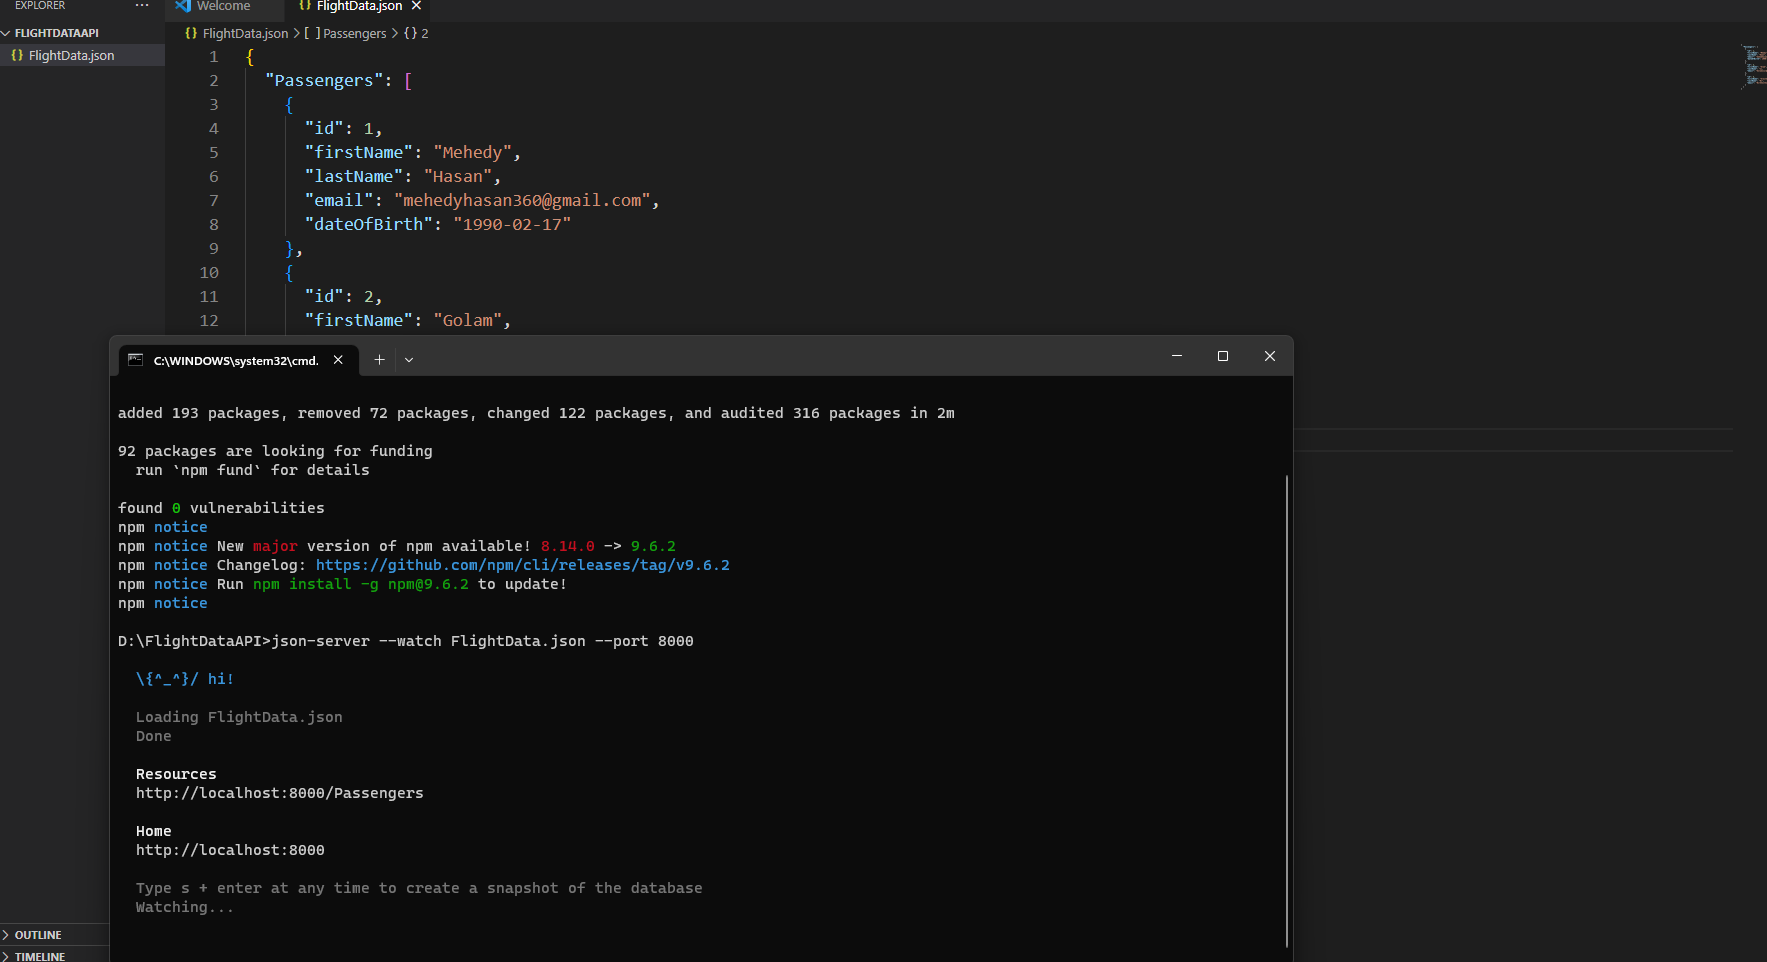 EXPLORER ···
Welcome
{} FlightData.json ×
FLIGHTDATAAPI
{} FlightData.json
{} FlightData.json > [ ] Passengers > {} 2
1 {
2 "Passengers": [
3 {
4 "id": 1,
5 "firstName": "Mehedy",
6 "lastName": "Hasan",
7 "email": "mehedyhasan360@gmail.com",
8 "dateOfBirth": "1990-02-17"
9 },
10 {
11 "id": 2,
12 "firstName": "Golam",
C:\WINDOWS\system32\cmd.
added 193 packages, removed 72 packages, changed 122 packages, and audited 316 packages in 2m
92 packages are looking for funding
run `npm fund` for details
found 0 vulnerabilities
npm notice
npm notice New major version of npm available! 8.14.0 -> 9.6.2
npm notice Changelog: https://github.com/npm/cli/releases/tag/v9.6.2
npm notice Run npm install -g npm@9.6.2 to update!
npm notice
D:\FlightDataAPI>json-server --watch FlightData.json --port 8000
\{^_^}/ hi!
Loading FlightData.json
Done
Resources
http://localhost:8000/Passengers
Home
http://localhost:8000
Type s + enter at any time to create a snapshot of the database
Watching...
OUTLINE
TIMELINE